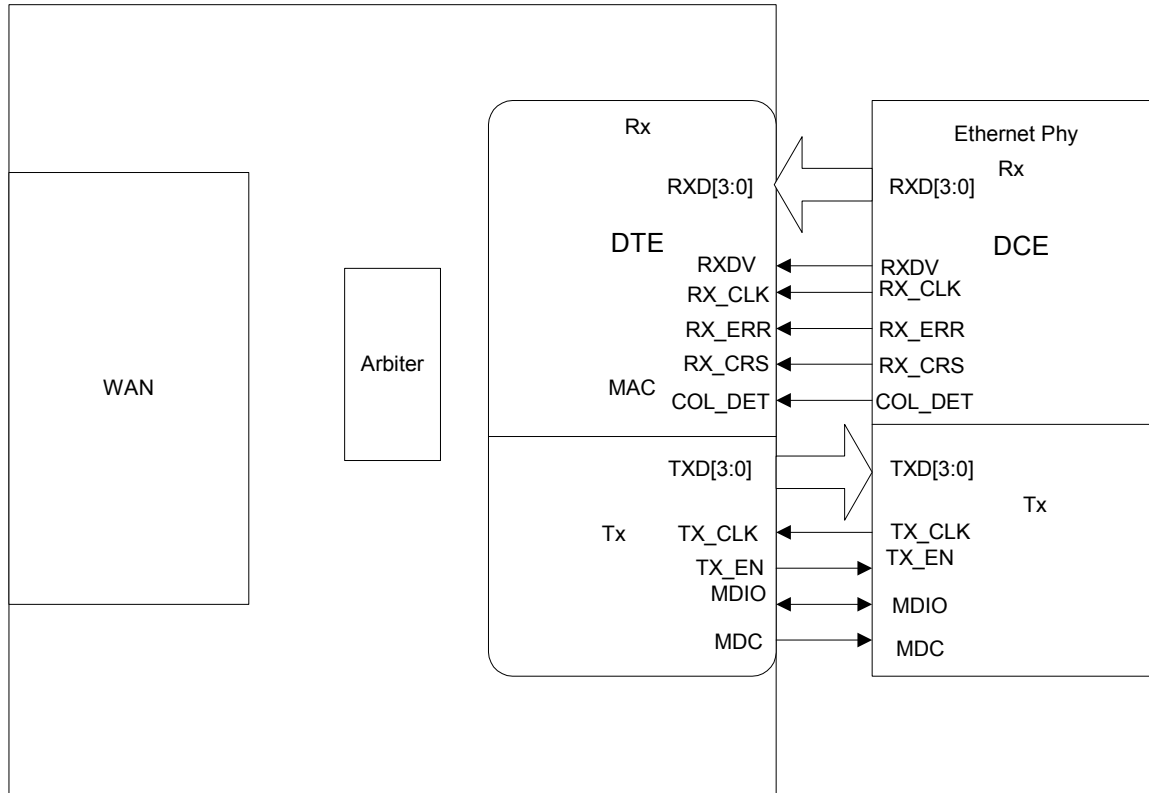 WAN
Arbiter
Rx
RXD[3:0]
DTE
RXDV
RX_CLK
RX_ERR
RX_CRS
MAC
COL_DET
TXD[3:0]
Tx
TX_CLK
TX_EN
MDIO
MDC
Ethernet Phy
Rx
RXD[3:0]
DCE
RXDV
RX_CLK
RX_ERR
RX_CRS
COL_DET
TXD[3:0]
Tx
TX_CLK
TX_EN
MDIO
MDC